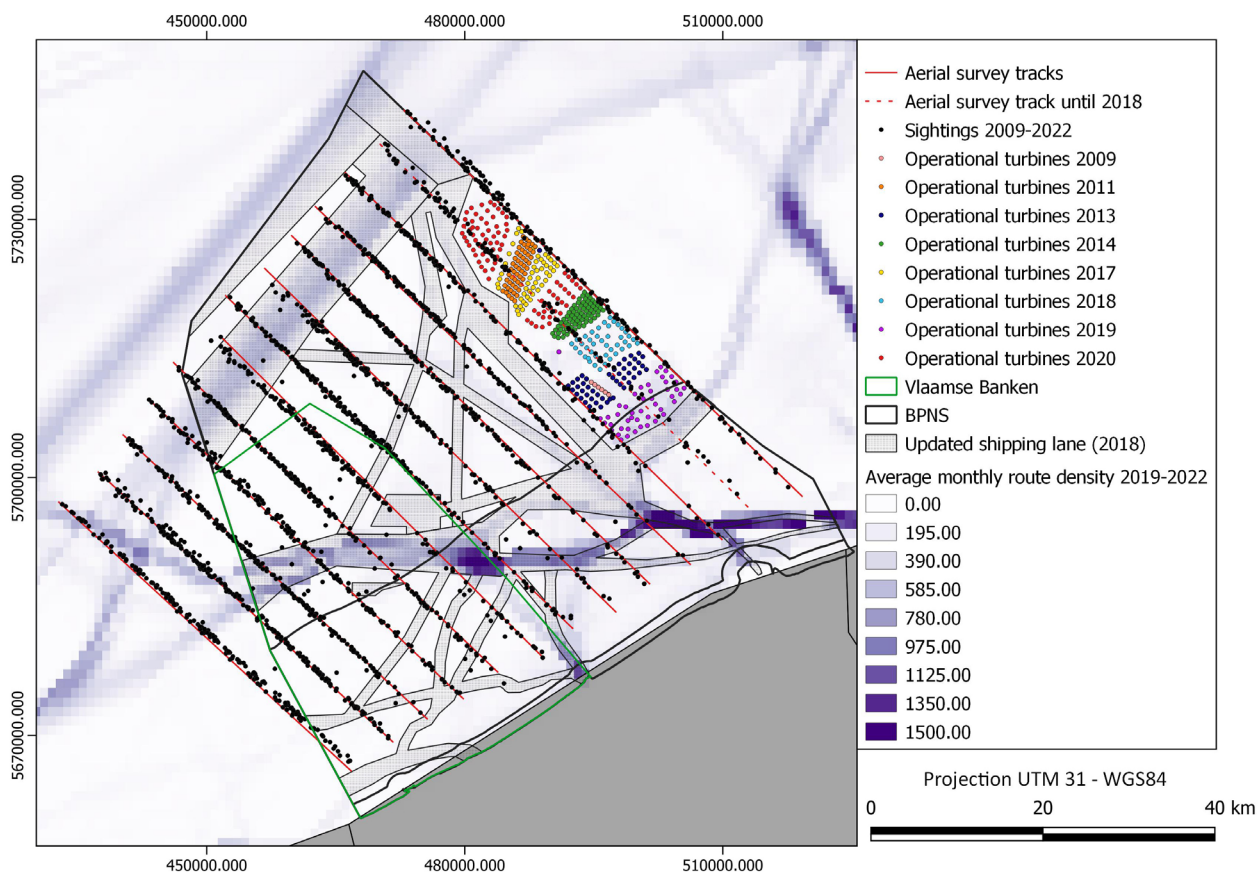 450000.000 480000.000 510000.000
5730000.000
5700000.000
5670000.000
Aerial survey tracks
Aerial survey track until 2018
Sightings 2009-2022
Operational turbines 2009
Operational turbines 2011
Operational turbines 2013
Operational turbines 2014
Operational turbines 2017
Operational turbines 2018
Operational turbines 2019
Operational turbines 2020
Vlaamse Banken
BPNS
Updated shipping lane (2018)
Average monthly route density 2019-2022
0.00
195.00
390.00
585.00
780.00
975.00
1125.00
1350.00
1500.00
Projection UTM 31 - WGS84
0 20 40 km
450000.000 480000.000 510000.000